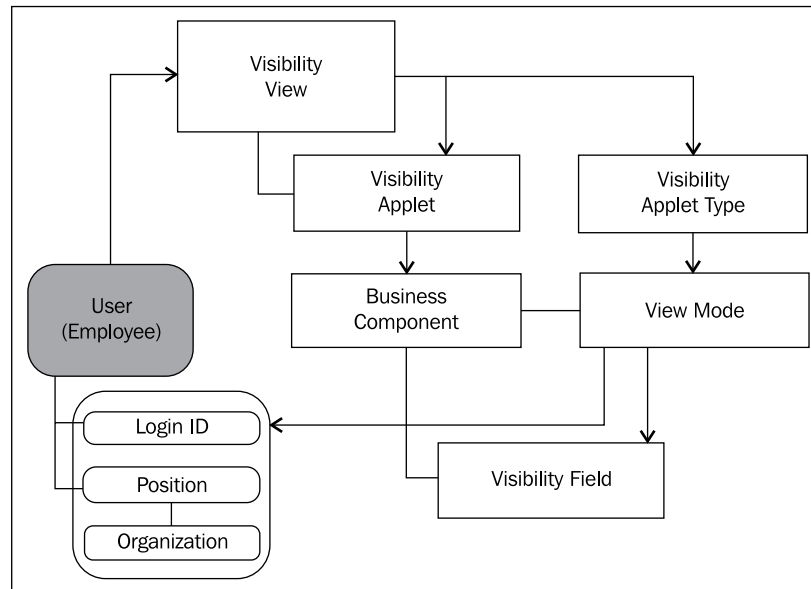 Visibility
View
Visibility
Applet
Visibility
Applet Type
User
(Employee)
Business
Component
View Mode
Login ID
Position
Organization
Visibility Field